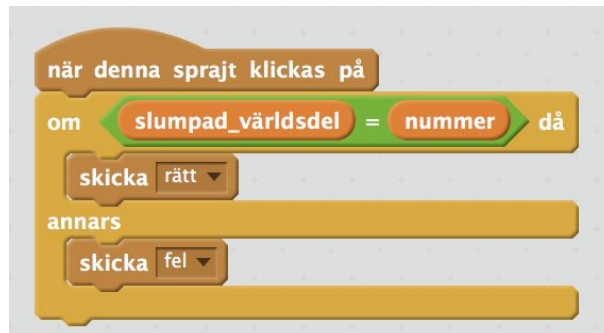 när denna sprajt klickas på
om slumpad_världsdel = nummer då
skicka rätt
annars
skicka fel